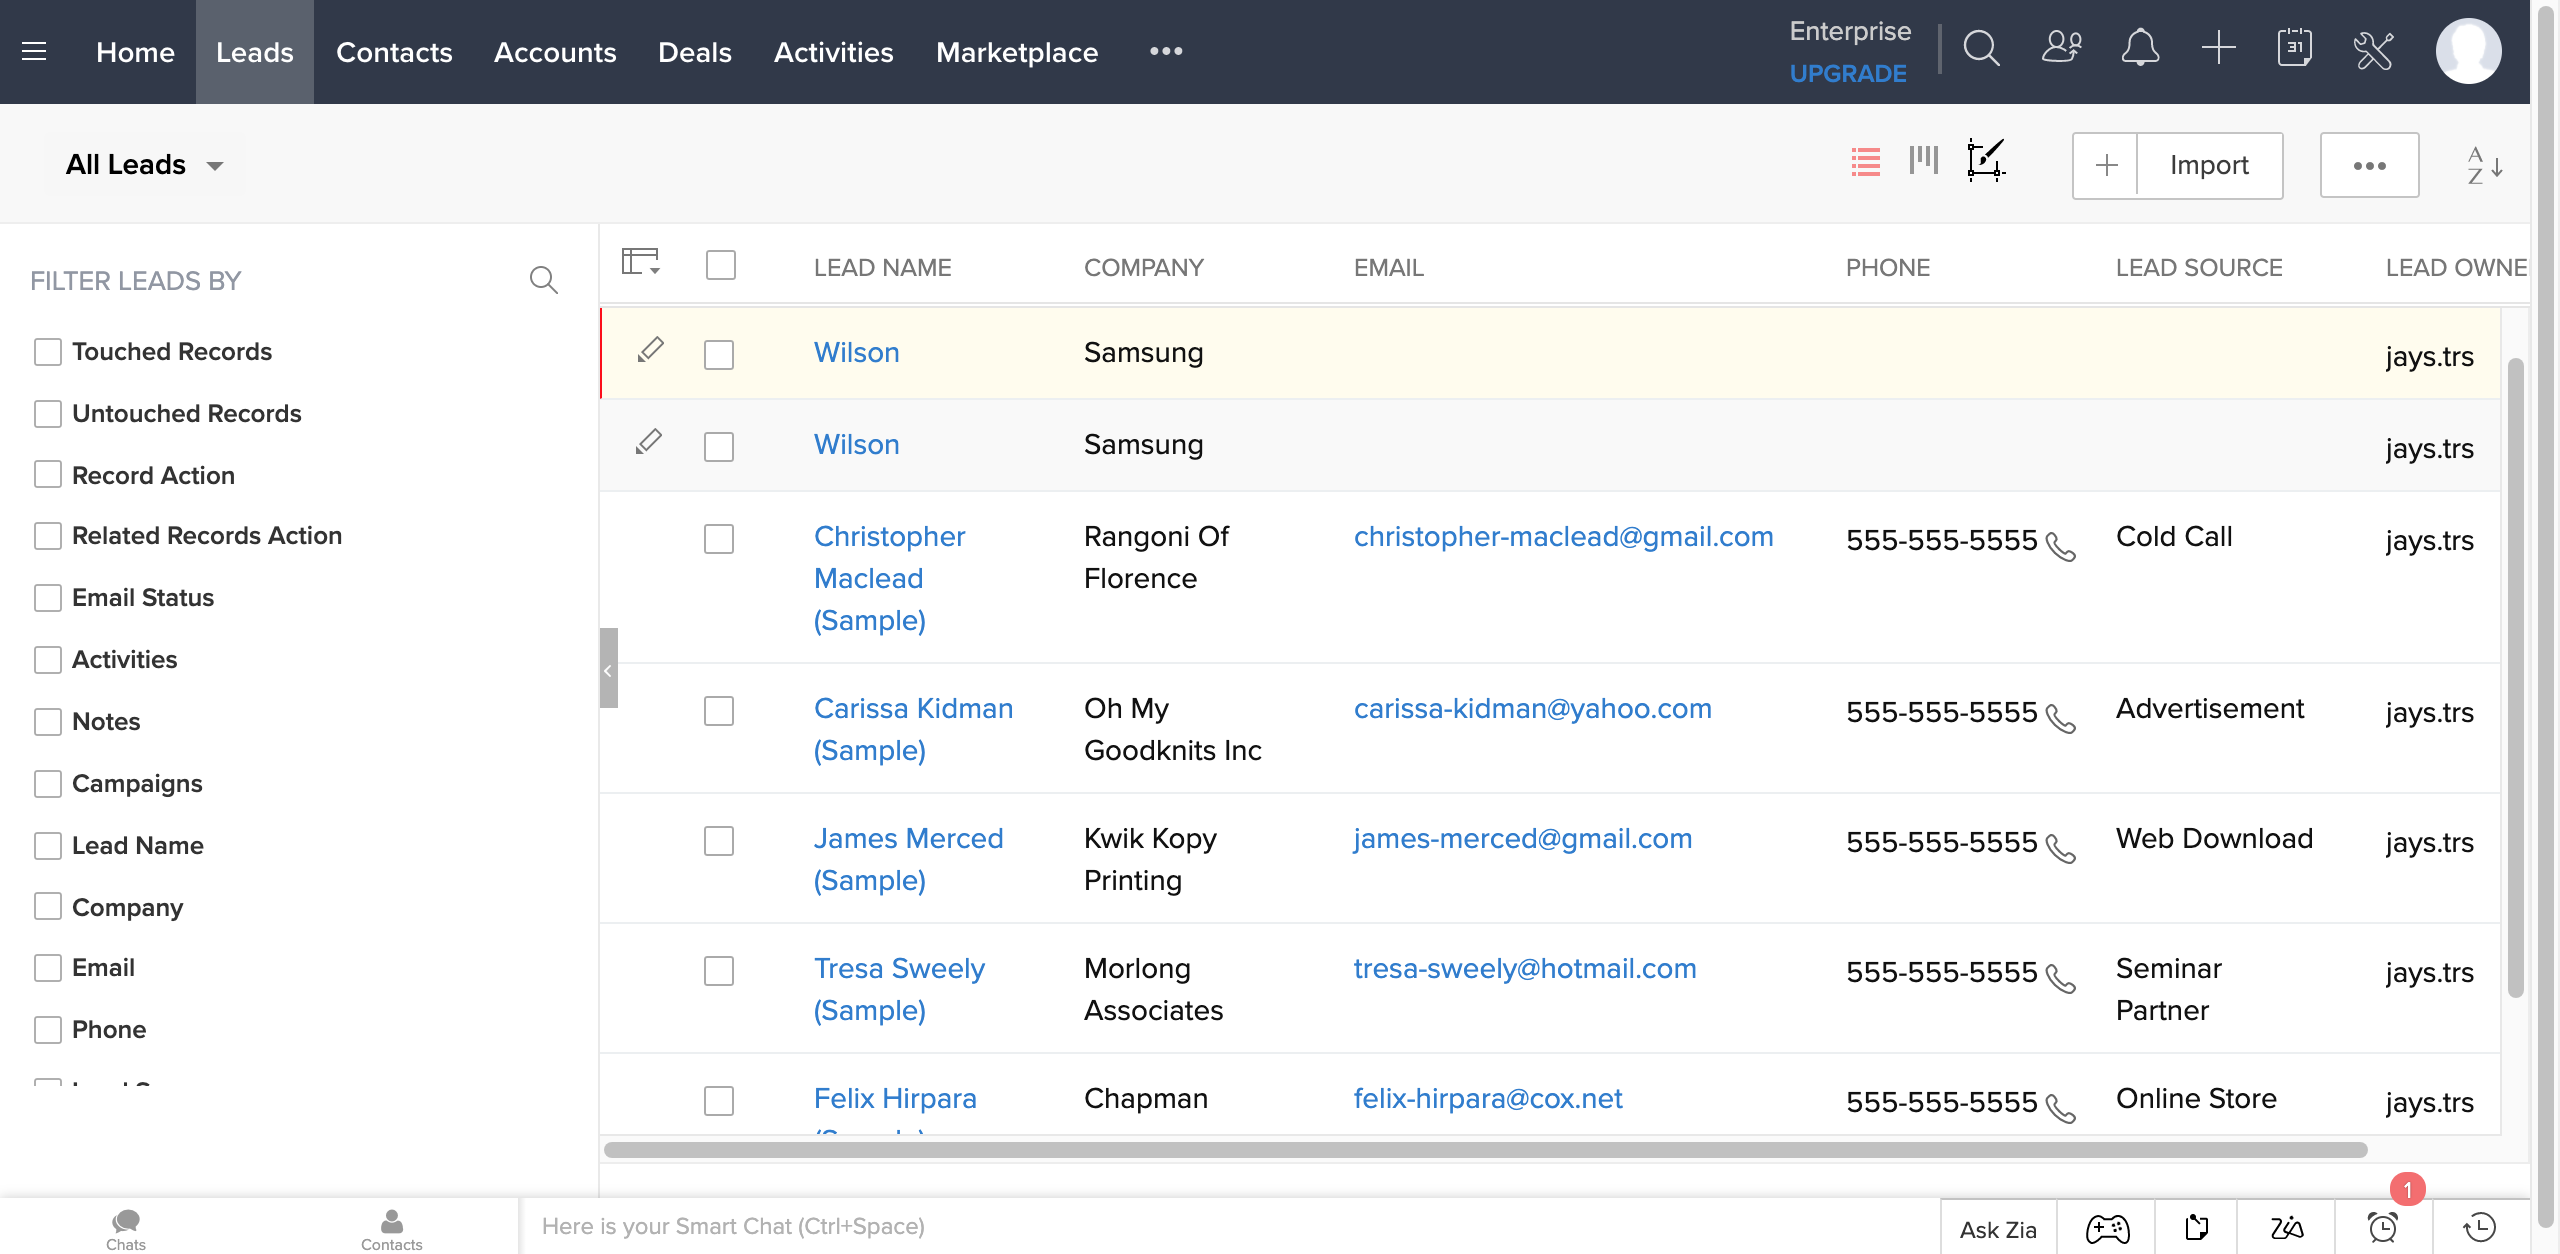 Home Leads Contacts Accounts Deals Activities Marketplace
Enterprise
UPGRADE
31
All Leads
Import
A
Z
FILTER LEADS BY
Touched Records
Untouched Records
Record Action
Related Records Action
Email Status
Activities
Notes
Campaigns
Lead Name
Company
Email
Phone
LEAD NAME COMPANY EMAIL PHONE LEAD SOURCE LEAD OWNE
Wilson Samsung jays.trs
Wilson Samsung jays.trs
Christopher Rangoni Of christopher-maclead@gmail.com 555-555-5555 Cold Call jays.trs
Maclead Florence
(Sample)
Carissa Kidman Oh My carissa-kidman@yahoo.com 555-555-5555 Advertisement jays.trs
(Sample) Goodknits Inc
James Merced Kwik Kopy james-merced@gmail.com 555-555-5555 Web Download jays.trs
(Sample) Printing
Tresa Sweely Morlong tresa-sweely@hotmail.com 555-555-5555 Seminar jays.trs
(Sample) Associates Partner
Felix Hirpara Chapman felix-hirpara@cox.net 555-555-5555 Online Store jays.trs
1
Chats
Contacts
Here is your Smart Chat (Ctrl+Space)
Ask Zia